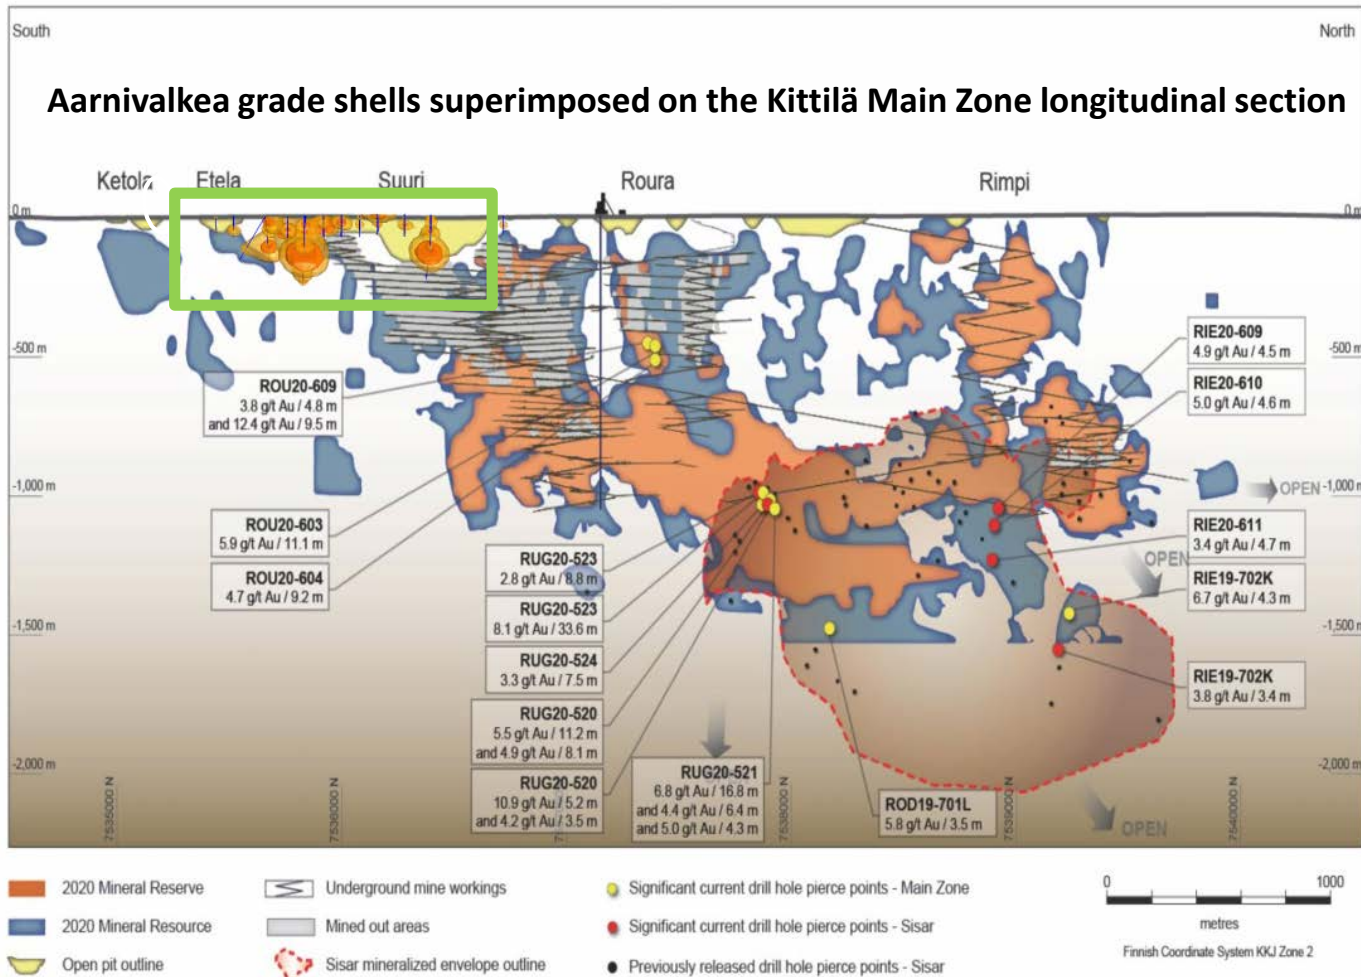 South
North
Aarnivalkea grade shells superimposed on the Kittilä Main Zone longitudinal section
Ketola
Etela
Suuri
Roura
Rimpi
0 m
0 m
-500 m
-500 m
RIE20-609
4.9 g/t Au / 4.5 m
RIE20-610
5.0 g/t Au / 4.6 m
ROU20-609
3.8 g/t Au / 4.8 m
and 12.4 g/t Au / 9.5 m
-1,000 m
OPEN
-1,000 m
ROU20-603
5.9 g/t Au / 11.1 m
RIE20-611
3.4 g/t Au / 4.7 m
ROU20-604
4.7 g/t Au / 9.2 m
RUG20-523
2.8 g/t Au / 8.8 m
OPEN
RIE19-702K
6.7 g/t Au / 4.3 m
RUG20-523
8.1 g/t Au / 33.6 m
-1,500 m
-1,500 m
RUG20-524
3.3 g/t Au / 7.5 m
RIE19-702K
3.8 g/t Au / 3.4 m
RUG20-520
5.5 g/t Au / 11.2 m
and 4.9 g/t Au / 8.1 m
-2,000 m
-2,000 m
RUG20-520
10.9 g/t Au / 5.2 m
and 4.2 g/t Au / 3.5 m
RUG20-521
6.8 g/t Au / 16.8 m
and 4.4 g/t Au / 6.4 m
and 5.0 g/t Au / 4.3 m
ROD19-701L
5.8 g/t Au / 3.5 m
OPEN
7535000 N
7536000 N
7538000 N
7539000 N
7540000 N
2020 Mineral Reserve
Underground mine workings
Significant current drill hole pierce points - Main Zone
0
1000
metres
2020 Mineral Resource
Mined out areas
Significant current drill hole pierce points - Sisar
Finnish Coordinate System KKJ Zone 2
Open pit outline
Sisar mineralized envelope outline
Previously released drill hole pierce points - Sisar